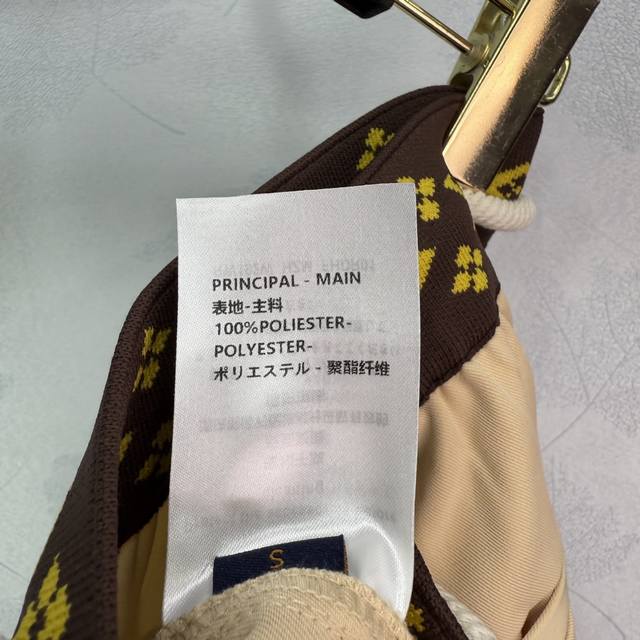 PRINCIPAL - MAIN
表地-主料
100%POLIESTER-
POLYESTER-
ポリエステル - 聚酯纤维
S